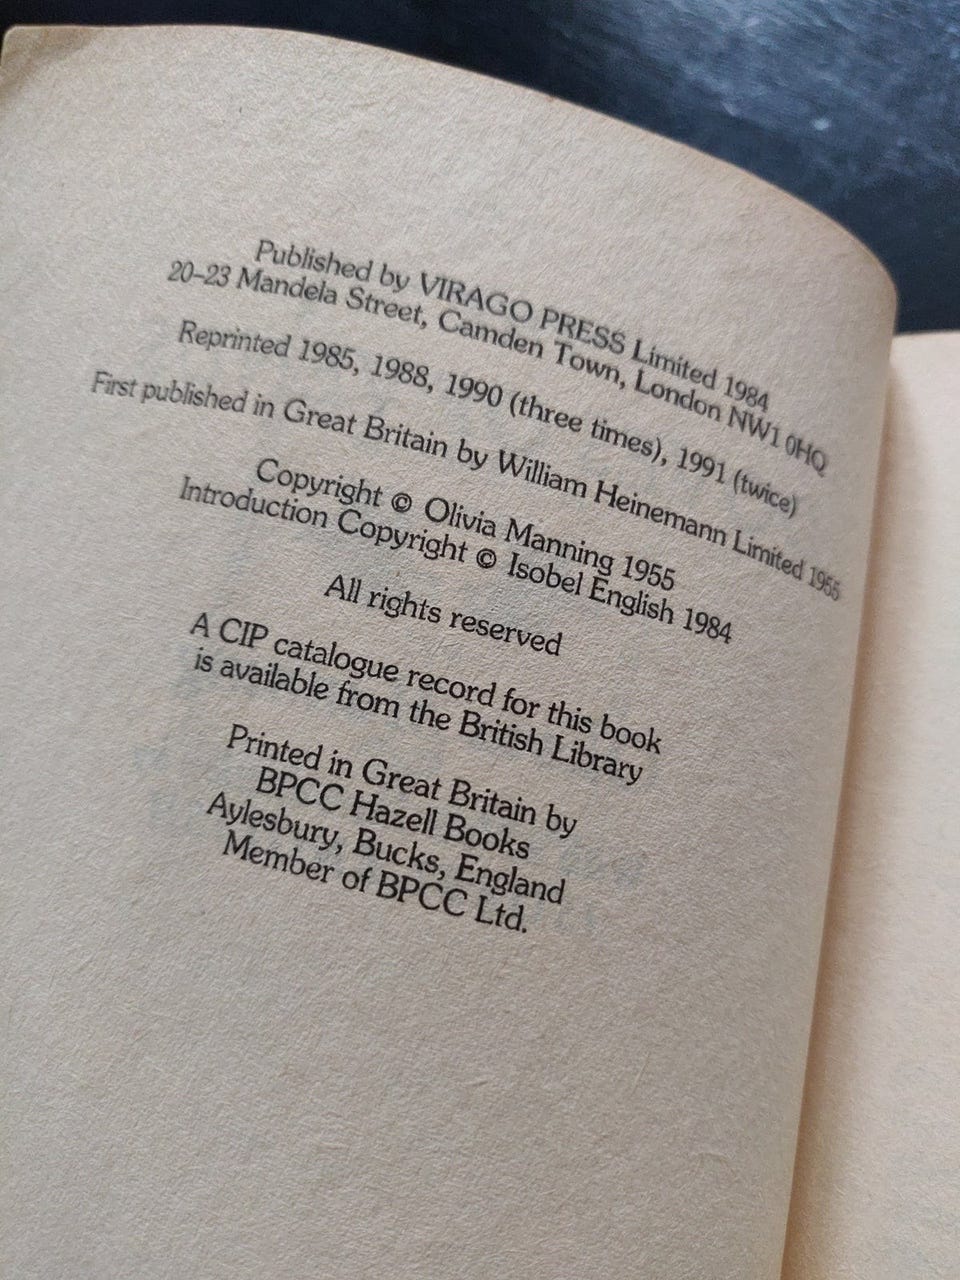 Published by VIRAGO PRESS Limited 1984
20–23 Mandela Street, Camden Town, London NW1 0HQ
Reprinted 1985, 1988, 1990 (three times), 1991 (twice)
First published in Great Britain by William Heinemann Limited 1955
Copyright © Olivia Manning 1955
Introduction Copyright © Isobel English 1984
All rights reserved
A CIP catalogue record for this book
is available from the British Library
Printed in Great Britain by
BPCC Hazell Books
Aylesbury, Bucks, England
Member of BPCC Ltd.